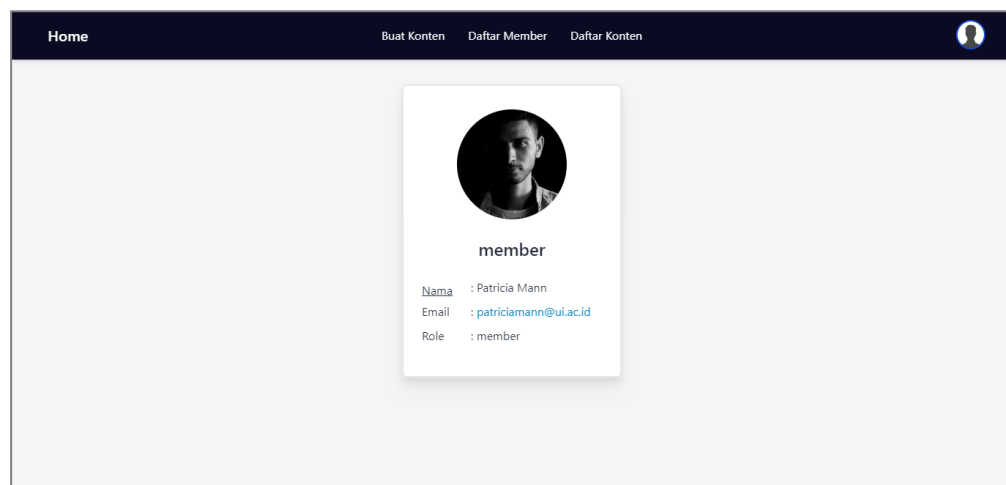 Home Buat Konten Daftar Member Daftar Konten
member
Nama : Patricia Mann
Email : patriciamann@ui.ac.id
Role : member